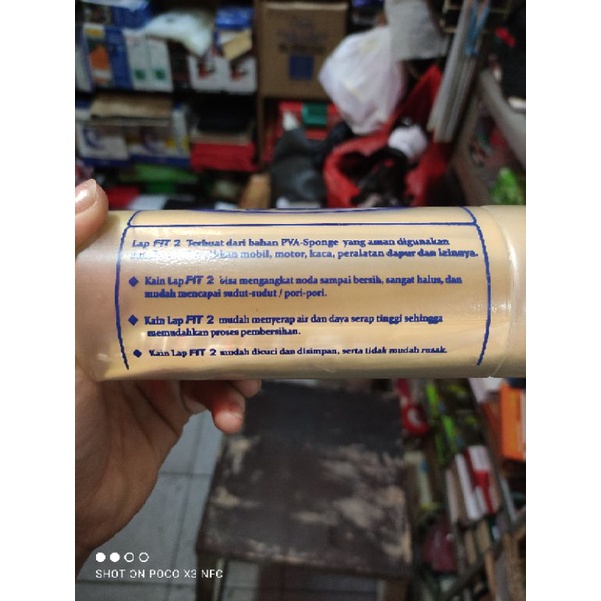 Lap FIT 2 Terbuat dari bahan PVA-Sponge yang aman digunakan
mobil, motor, kaca, peralatan dapur dan lainnya.
Kain Lap FIT 2 bisa mengangkat noda sampai bersih, sangat halus, dan
mudah mencapai sudut-sudut / pori-pori.
Kain Lap FIT 2 mudah menyerap air dan daya serap tinggi sehingga
memudahkan proses pembersihan.
Kain Lap FIT 2 mudah dicuci dan disimpan, serta tidak mudah rusak.
SHOT ON POCO X3 NFC